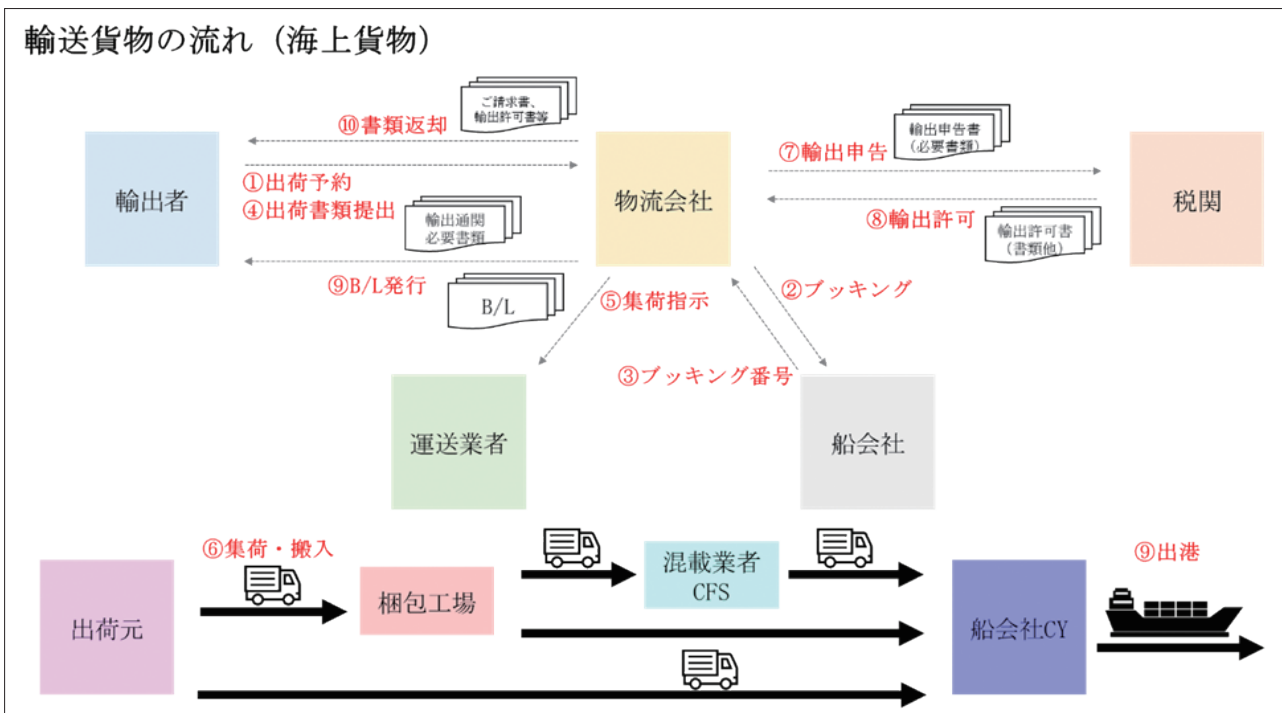 輸送貨物の流れ（海上貨物）
ご請求書、
輸出許可書等
⑩書類返却
輸出申告書
（必要書類）
⑦輸出申告
輸出者
①出荷予約
④出荷書類提出
輸出通関
必要書類
物流会社
⑧輸出許可
輸出許可書
（書類他）
税関
⑨B/L発行
B/L
⑤集荷指示
②ブッキング
③ブッキング番号
運送業者
船会社
⑥集荷・搬入
⑨出港
出荷元
梱包工場
混載業者
CFS
船会社CY